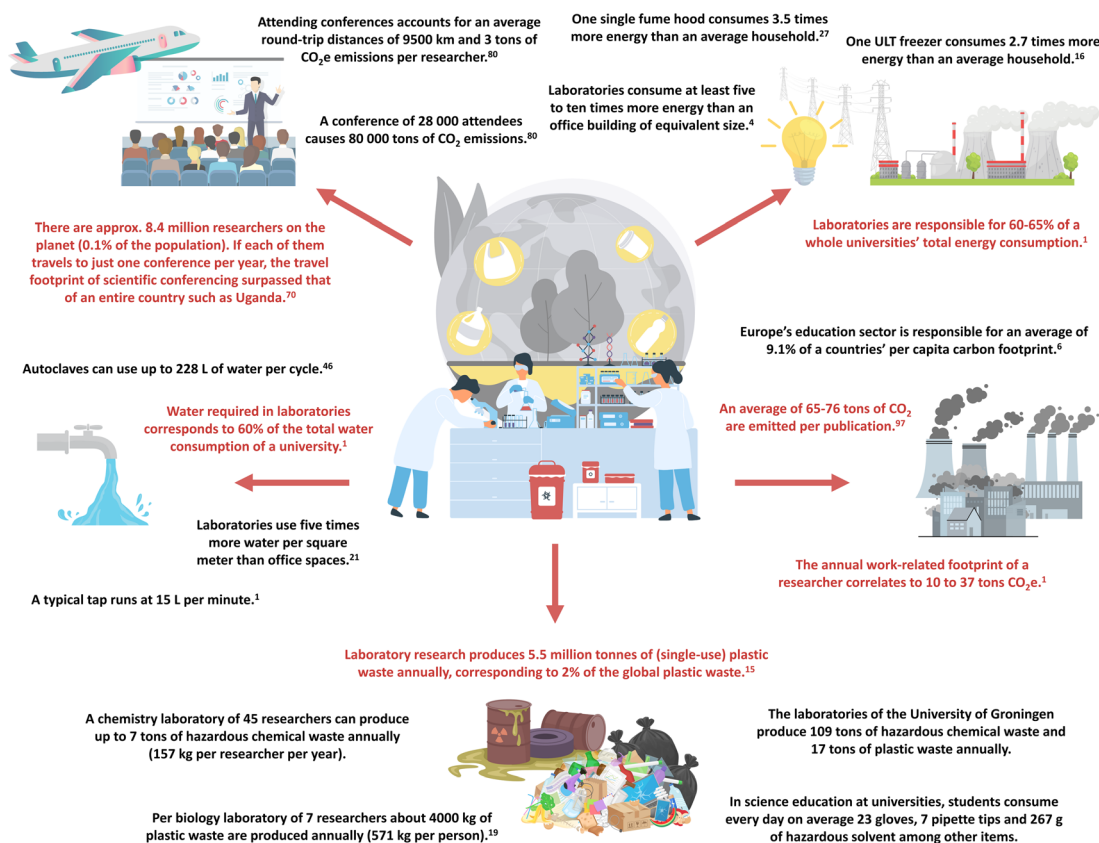 Attending conferences accounts for an average
round-trip distances of 9500 km and 3 tons of
CO₂e emissions per researcher.⁸⁰
A conference of 28 000 attendees
causes 80 000 tons of CO₂ emissions.⁸⁰
There are approx. 8.4 million researchers on the
planet (0.1% of the population). If each of them
travels to just one conference per year, the travel
footprint of scientific conferencing surpassed that
of an entire country such as Uganda.⁷⁰
One single fume hood consumes 3.5 times
more energy than an average household.²⁷
One ULT freezer consumes 2.7 times more
energy than an average household.¹⁶
Laboratories consume at least five
to ten times more energy than an
office building of equivalent size.⁴
Laboratories are responsible for 60-65% of a
whole universities’ total energy consumption.¹
Autoclaves can use up to 228 L of water per cycle.⁴⁶
Water required in laboratories
corresponds to 60% of the total water
consumption of a university.¹
Laboratories use five times
more water per square
meter than office spaces.²¹
A typical tap runs at 15 L per minute.¹
Europe’s education sector is responsible for an average of
9.1% of a countries’ per capita carbon footprint.⁶
An average of 65-76 tons of CO₂
are emitted per publication.⁹⁷
The annual work-related footprint of a
researcher correlates to 10 to 37 tons CO₂e.¹
Laboratory research produces 5.5 million tonnes of (single-use) plastic
waste annually, corresponding to 2% of the global plastic waste.¹⁵
A chemistry laboratory of 45 researchers can produce
up to 7 tons of hazardous chemical waste annually
(157 kg per researcher per year).
Per biology laboratory of 7 researchers about 4000 kg of
plastic waste are produced annually (571 kg per person).¹⁹
The laboratories of the University of Groningen
produce 109 tons of hazardous chemical waste and
17 tons of plastic waste annually.
In science education at universities, students consume
every day on average 23 gloves, 7 pipette tips and 267 g
of hazardous solvent among other items.